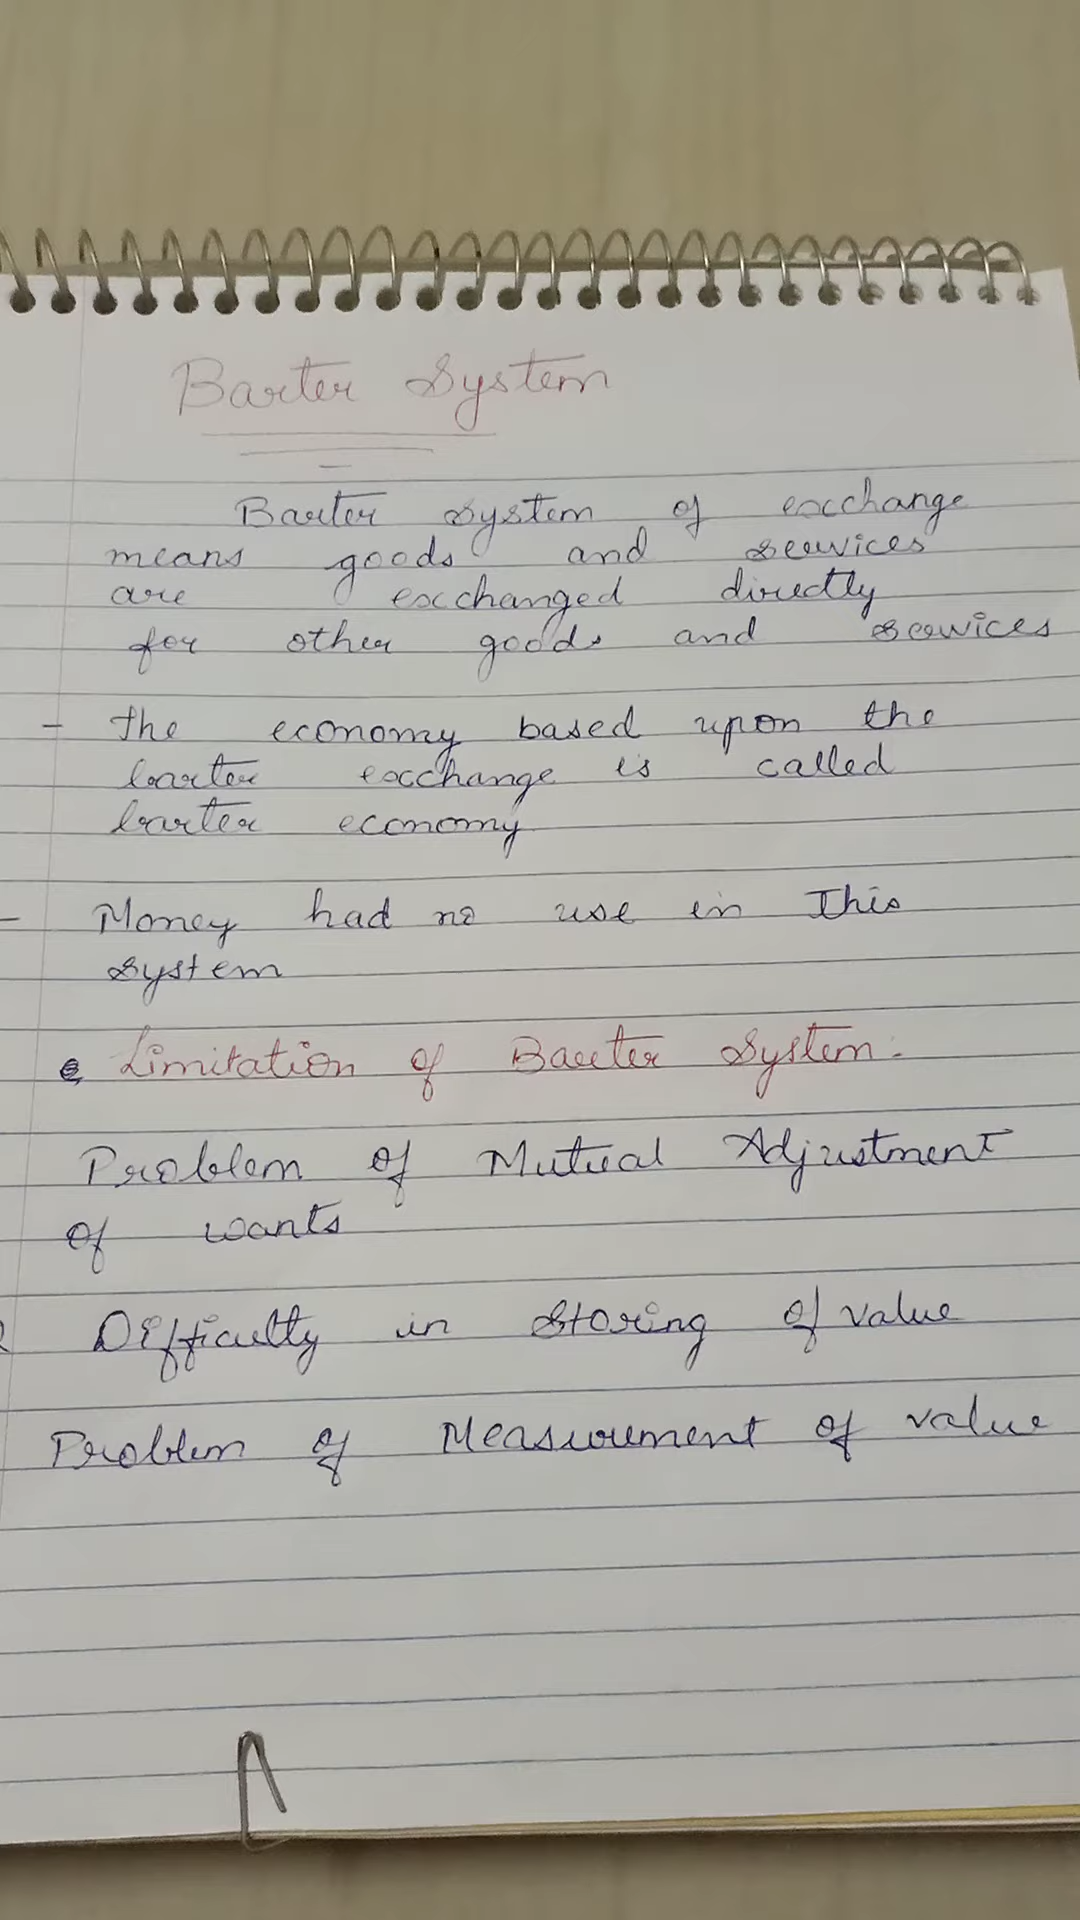 Barter System
Barter system of exchange
means goods and services
are exchanged directly
for other goods and services
- The economy based upon the
barter exchange is called
barter economy
- Money had no use in This
system
Limitation of Barter System.
Problem of Mutual Adjustment
of wants
Difficulty in Storing of value
Problem of Measurement of value